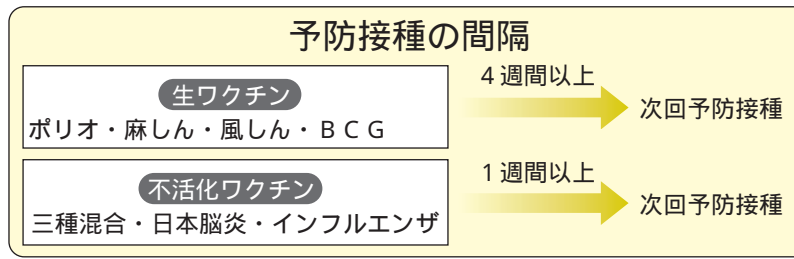 予防接種の間隔
生ワクチン
ポリオ・麻しん・風しん・ＢＣＧ
４週間以上
次回予防接種
不活化ワクチン
三種混合・日本脳炎・インフルエンザ
１週間以上
次回予防接種